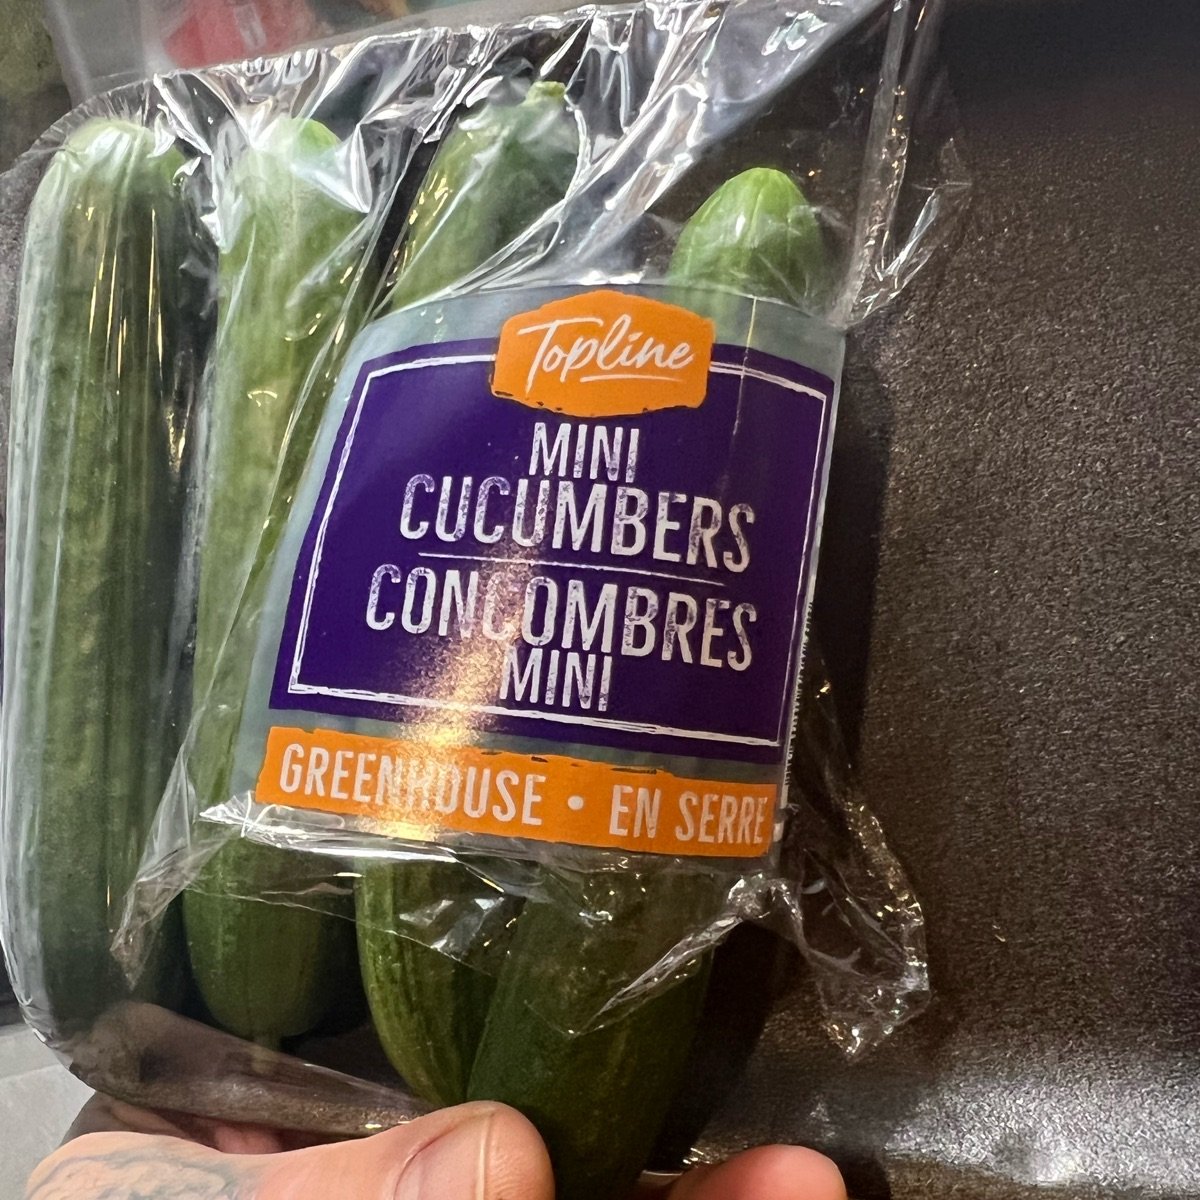 Topline
MINI
CUCUMBERS
CONCOMBRES
MINI
GREENHOUSE • EN SERRE